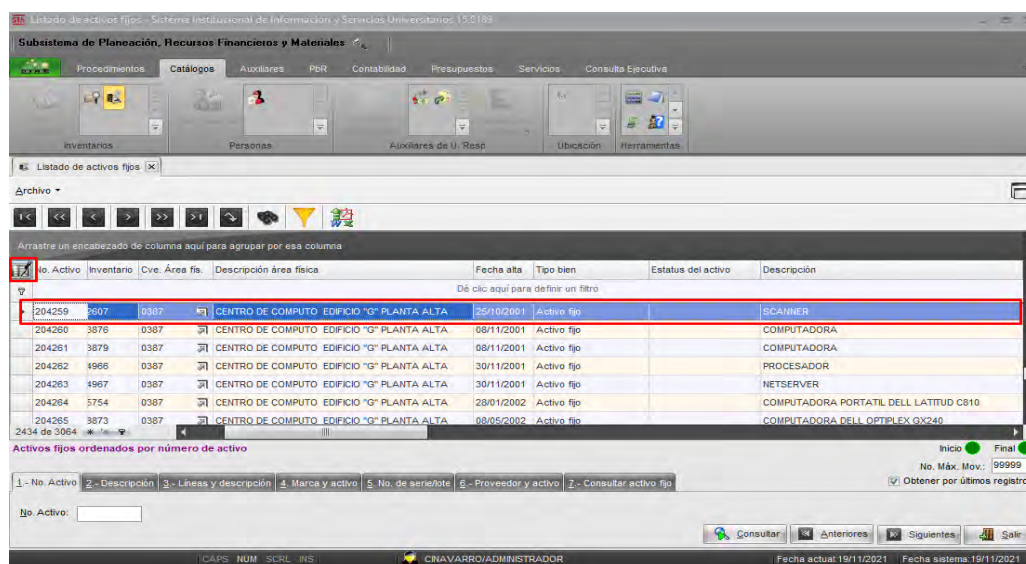 Listado de activos fijos - Sistema Institucional de Información y Servicios Universitarios 15.0189
Subsistema de Planeación, Recursos Financieros y Materiales
Procedimientos Catálogos Auxiliares PbR Contabilidad Presupuestos Servicios Consulta Ejecutiva
Inventarios Personas Auxiliares de U. Resp Ubicación Herramientas
Listado de activos fijos
Archivo
Arrastre un encabezado de columna aquí para agrupar por esa columna
No. Activo Inventario Cve. Área fís. Descripción área física Fecha alta Tipo bien Estatus del activo Descripción
Dé clic aquí para definir un filtro
204259 2607 0387 CENTRO DE COMPUTO EDIFICIO "G" PLANTA ALTA 25/10/2001 Activo fijo SCANNER
204260 3876 0387 CENTRO DE COMPUTO EDIFICIO "G" PLANTA ALTA 08/11/2001 Activo fijo COMPUTADORA
204261 3879 0387 CENTRO DE COMPUTO EDIFICIO "G" PLANTA ALTA 08/11/2001 Activo fijo COMPUTADORA
204262 4966 0387 CENTRO DE COMPUTO EDIFICIO "G" PLANTA ALTA 30/11/2001 Activo fijo PROCESADOR
204263 4967 0387 CENTRO DE COMPUTO EDIFICIO "G" PLANTA ALTA 30/11/2001 Activo fijo NETSERVER
204264 5754 0387 CENTRO DE COMPUTO EDIFICIO "G" PLANTA ALTA 28/01/2002 Activo fijo COMPUTADORA PORTATIL DELL LATITUD C810
204265 3873 0387 CENTRO DE COMPUTO EDIFICIO "G" PLANTA ALTA 08/05/2002 Activo fijo COMPUTADORA DELL OPTIPLEX GX240
2434 de 3064
Activos fijos ordenados por número de activo Inicio Final
No. Máx. Mov.: 99999
1.- No. Activo 2.- Descripción 3.- Líneas y descripción 4. Marca y activo 5. No. de serie/lote 6.- Proveedor y activo 7.- Consultar activo fijo Obtener por últimos registro
No. Activo:
Consultar Anteriores Siguientes Salir
CAPS NUM SCRL INS CINAVARRO/ADMINISTRADOR Fecha actual:19/11/2021 Fecha sistema:19/11/2021